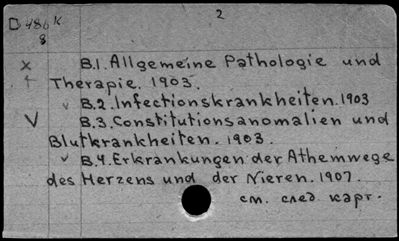 2
D 486 K
8
× B.1. Allgemeine Pathologie und
↑ Therapie. 1903.
v B.2. Infectionskrankheiten. 1903
V B.3. Constitutionsanomalien und
Blutkrankheiten. 1903.
v B.4. Erkrankungen der Athemwege
des Herzens und der Nieren. 1907.
см. след. карт.